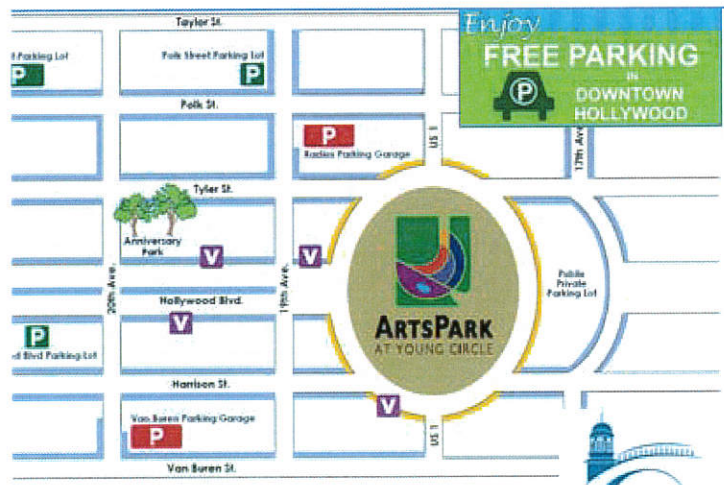 Taylor St.
Enjoy
FREE PARKING
IN
DOWNTOWN
HOLLYWOOD
P
Parking Lot
P
Polk Street Parking Lot
P
Polk St.
P
Radius Parking Garage
US 1
17th Ave.
Tyler St.
Anniversary
Park
V
V
20th Ave.
19th Ave.
Hollywood Blvd.
Public
Private
Parking Lot
V
ARTSPARK
AT YOUNG CIRCLE
P
d Blvd Parking Lot
Harrison St.
V
Van Buren Parking Garage
P
US 1
Van Buren St.